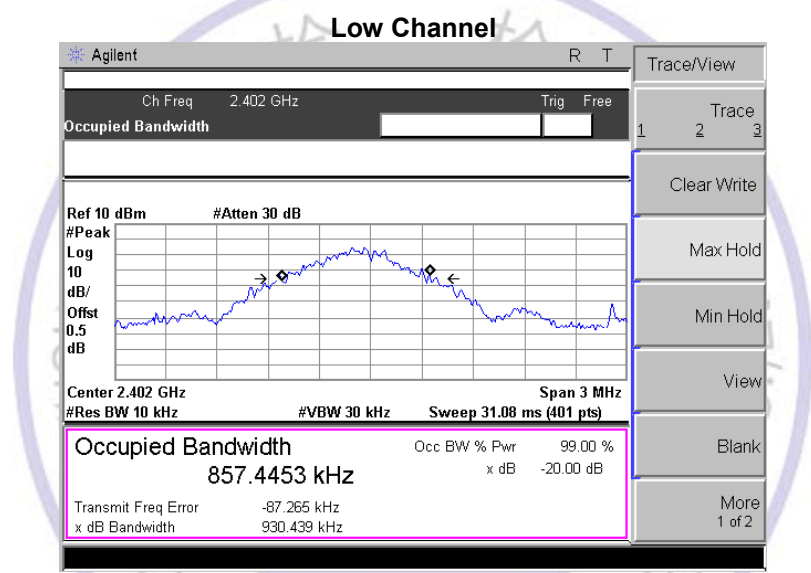 Low Channel
Agilent R T
Trace/View
Ch Freq 2.402 GHz Trig Free
Occupied Bandwidth
Trace
1 2 3
Clear Write
Ref 10 dBm #Atten 30 dB
#Peak
Log
10
dB/
Offst
0.5
dB
Max Hold
Min Hold
View
Center 2.402 GHz Span 3 MHz
#Res BW 10 kHz #VBW 30 kHz Sweep 31.08 ms (401 pts)
Occupied Bandwidth
857.4453 kHz
Occ BW % Pwr 99.00 %
x dB -20.00 dB
Transmit Freq Error -87.265 kHz
x dB Bandwidth 930.439 kHz
Blank
More
1 of 2